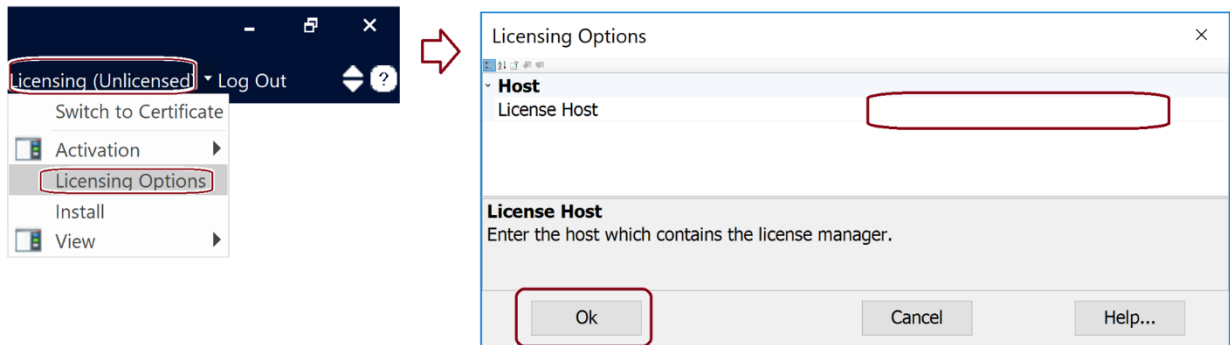 Licensing (Unlicensed) Log Out ?
Switch to Certificate
Activation
Licensing Options
Install
View
Licensing Options
Host
License Host
License Host
Enter the host which contains the license manager.
Ok Cancel Help...